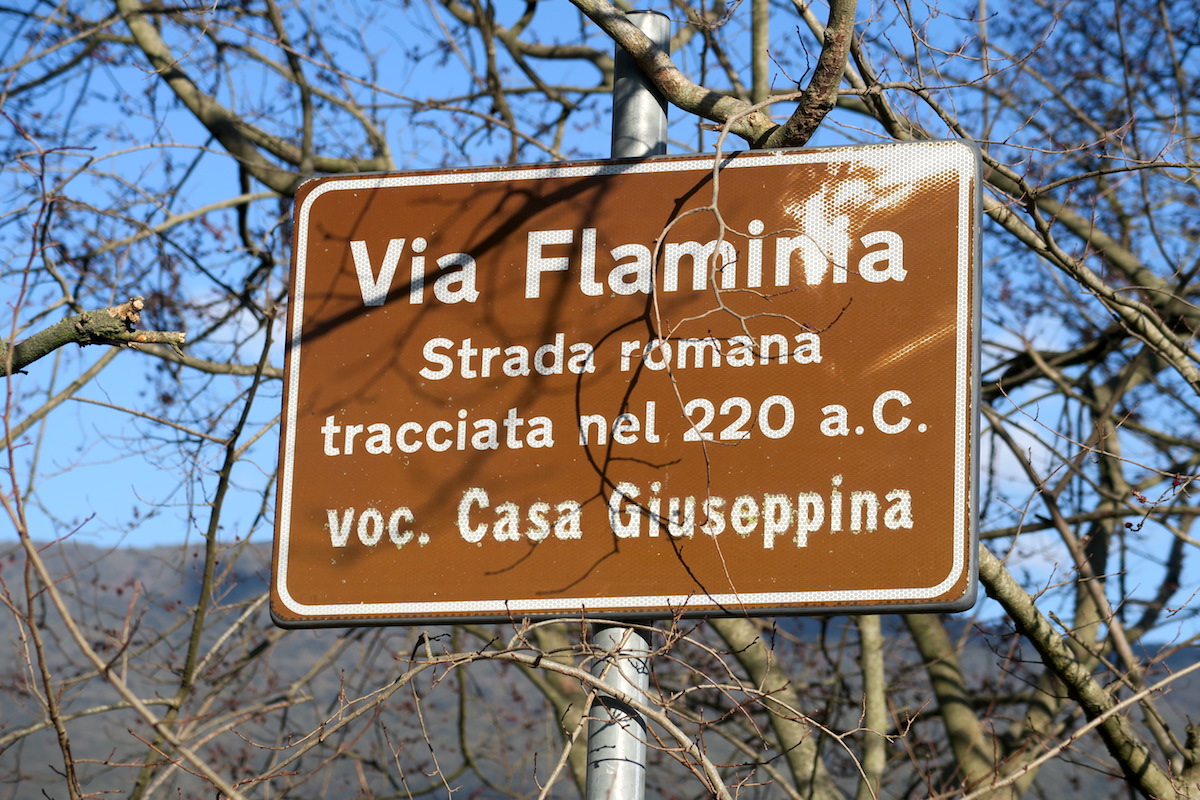 Via Flaminia
Strada romana
tracciata nel 220 a.C.
voc. Casa Giuseppina